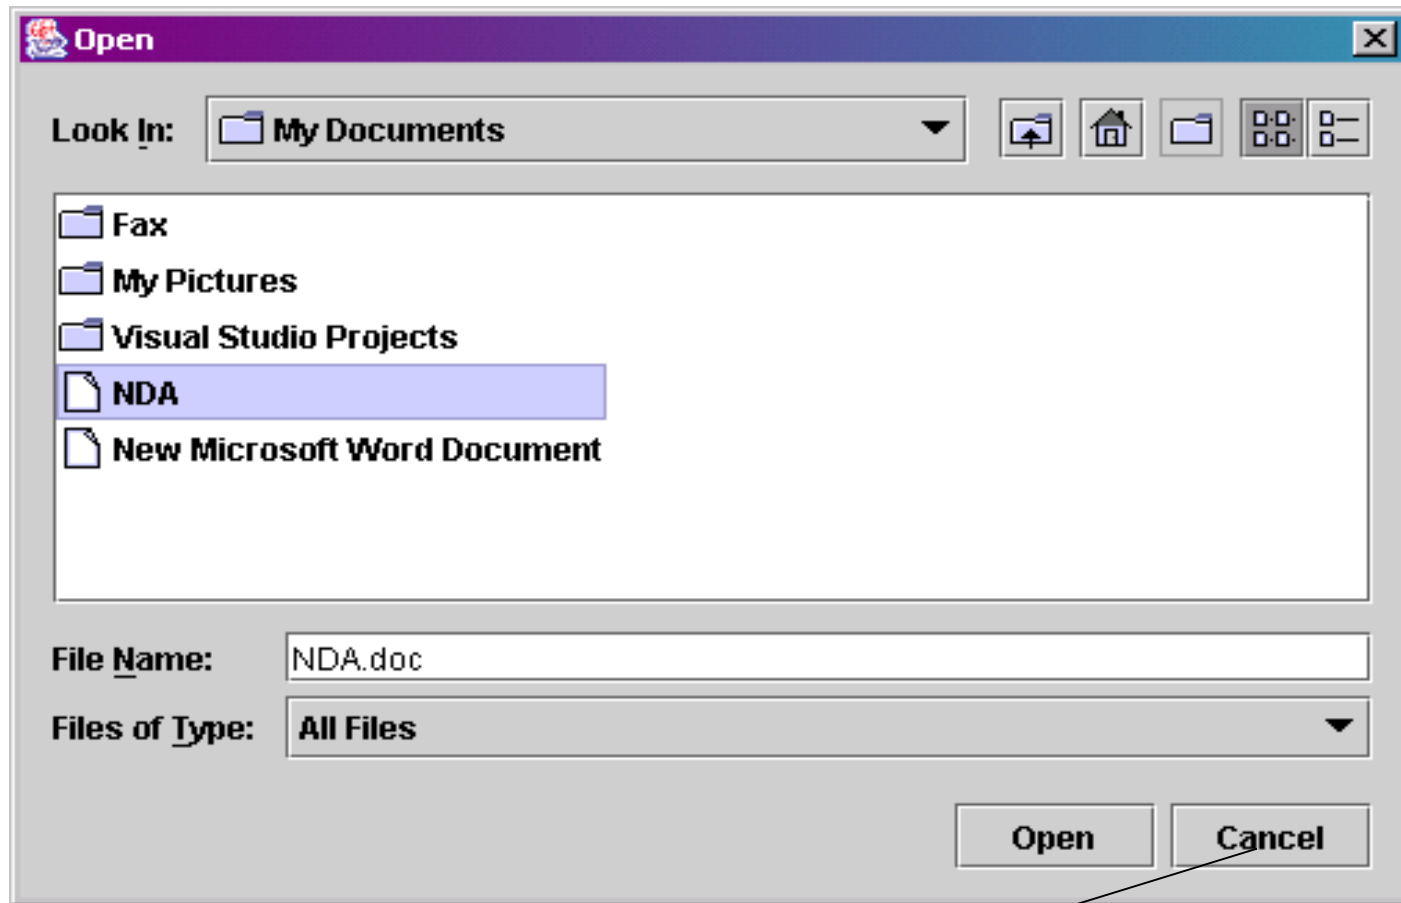 Open
Look In: My Documents
Fax
My Pictures
Visual Studio Projects
NDA
New Microsoft Word Document
File Name: NDA.doc
Files of Type: All Files
Open Cancel